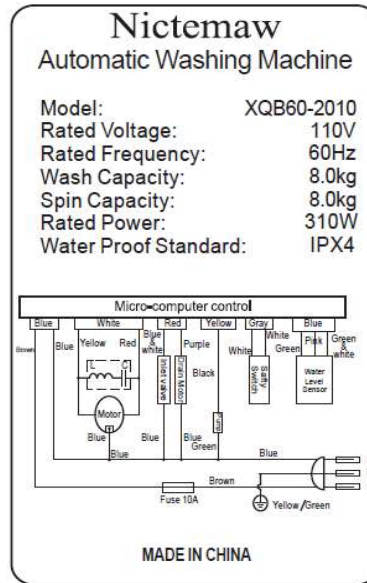 Nictemaw
Automatic Washing Machine
Model: XQB60-2010
Rated Voltage: 110V
Rated Frequency: 60Hz
Wash Capacity: 8.0kg
Spin Capacity: 8.0kg
Rated Power: 310W
Water Proof Standard: IPX4
Micro-computer control
Blue White Red Yellow Gray Blue
Brown
Blue
Yellow
Red
Blue & white
Purple
Black
White
White
Green
Pink
Green & white
L C
Inlet valve
Drain Motor
Pump
Safty Switch
Water Level Sensor
Motor
Blue Blue
Blue
Blue
Blue
Green
Blue
Brown
Fuse 10A
Yellow/Green
MADE IN CHINA